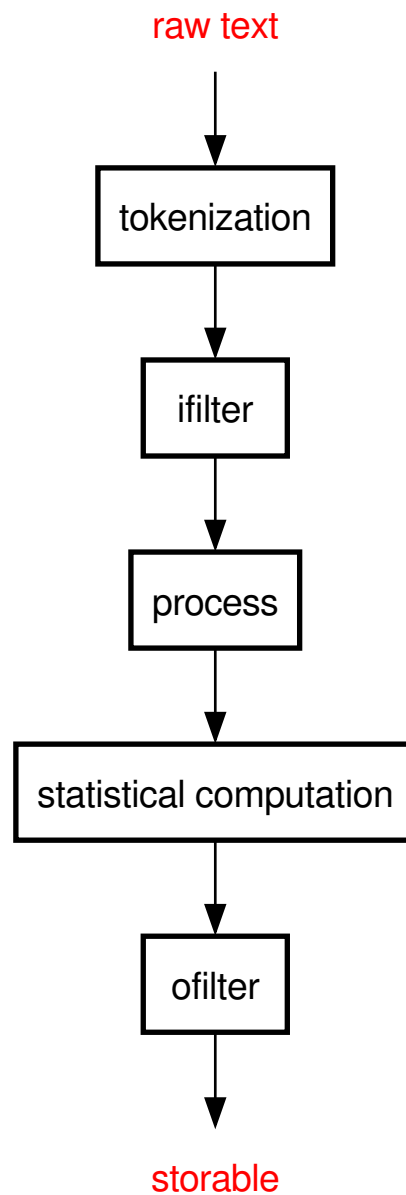 raw text
tokenization
ifilter
process
statistical computation
ofilter
storable